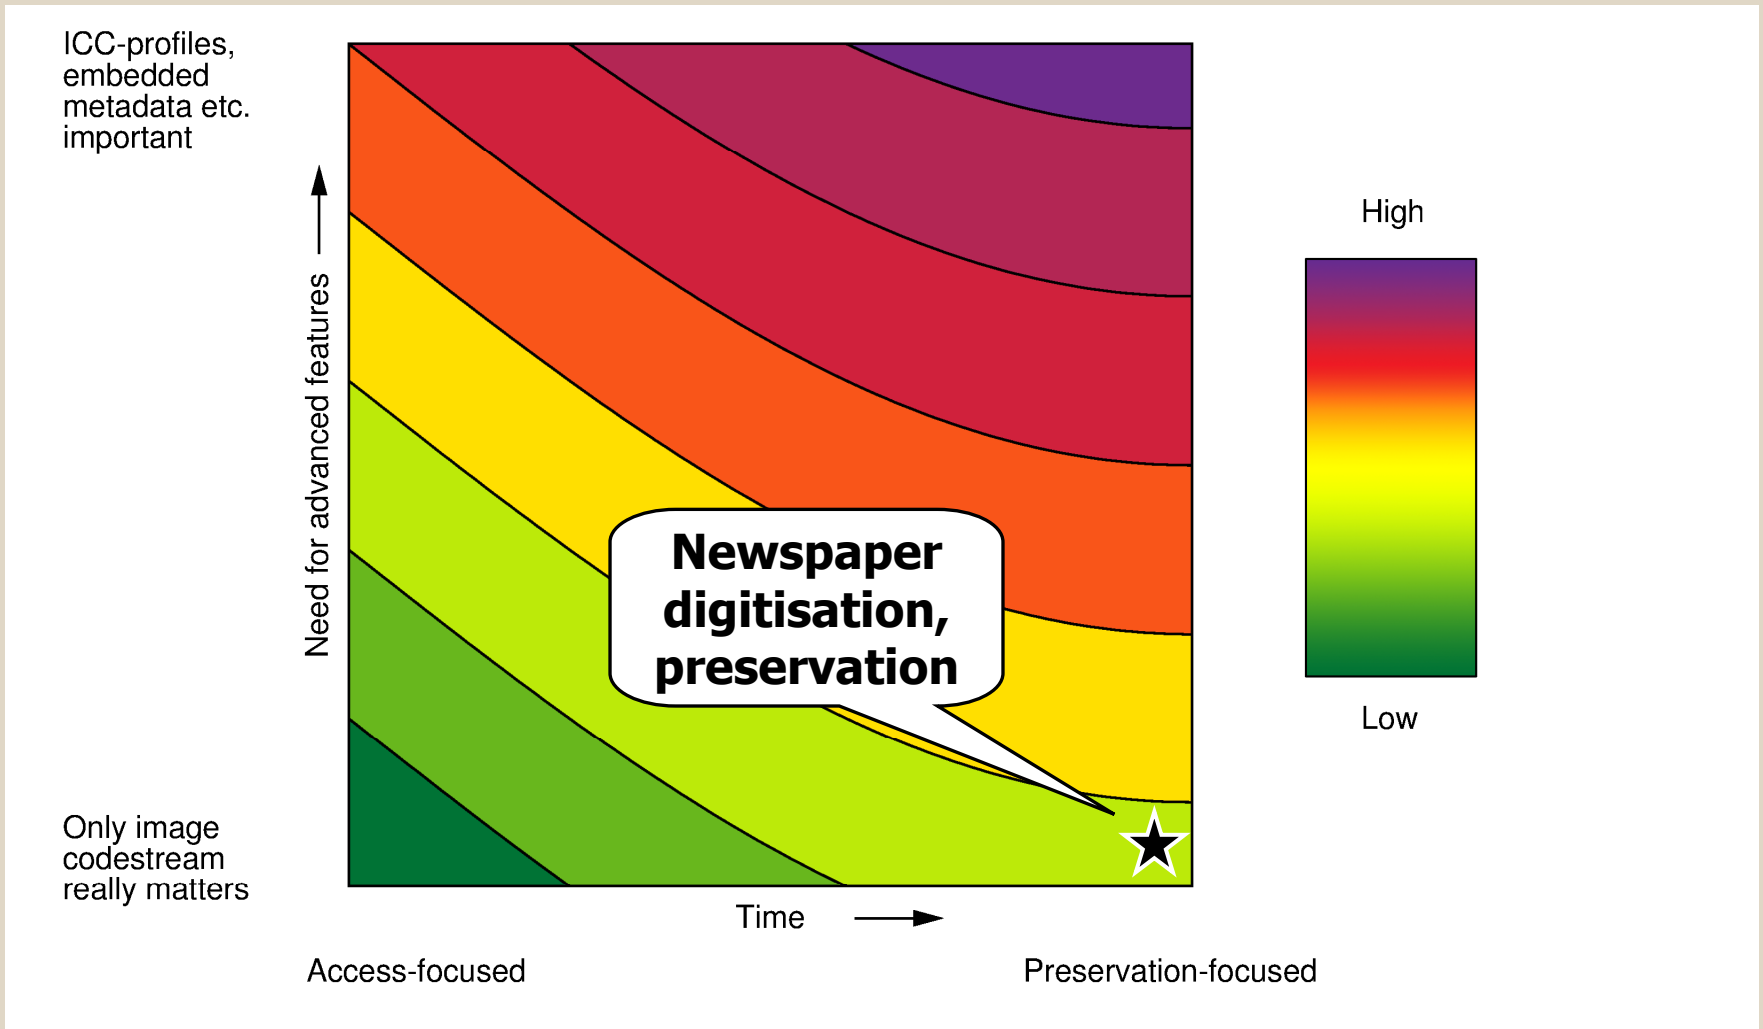 ICC-profiles,
embedded
metadata etc.
important
Need for advanced features
High
Newspaper
digitisation,
preservation
Low
Only image
codestream
really matters
Time
Access-focused
Preservation-focused